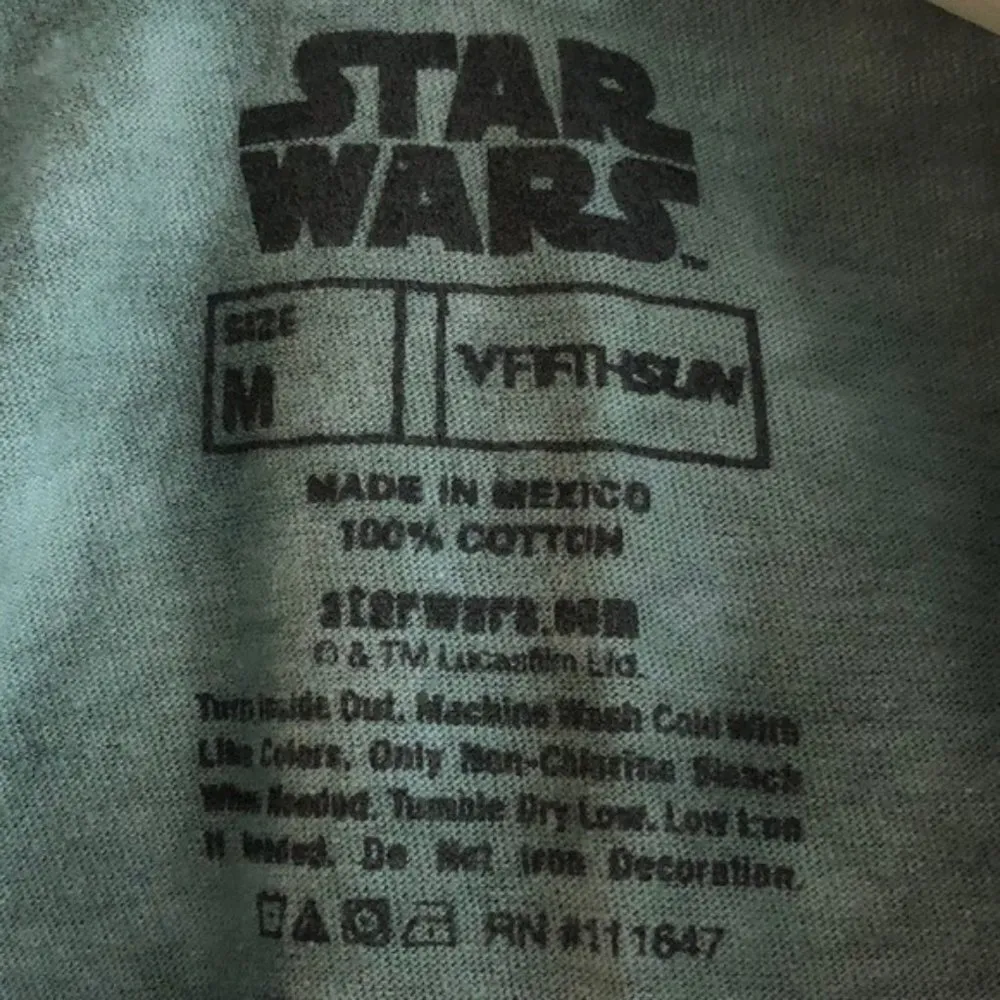 STAR
WARS™
SIZE
M
VFIFTHSUN
MADE IN MEXICO
100% COTTON
starwars.com
© & TM Lucasfilm Ltd.
Turn Inside Out. Machine Wash Cold With
Like Colors, Only Non-Chlorine Bleach
Whe Needed. Tumble Dry Low. Low Iron
If Needed. Do Not Iron Decoration.
RN #111647